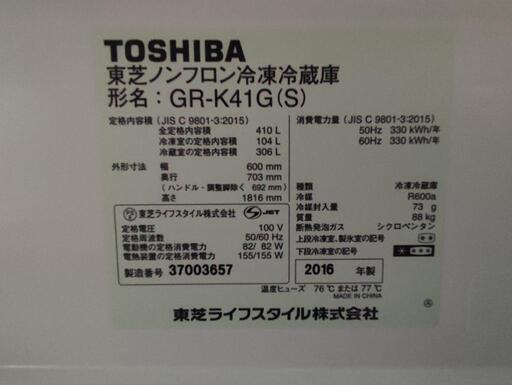 TOSHIBA
東芝ノンフロン冷凍冷蔵庫
形名：GR-K41G(S)
定格内容積 (JIS C 9801-3:2015)
全定格内容積 410 L
冷凍室の定格内容積 104 L
冷蔵室の定格内容積 306 L
外形寸法 幅 600 mm
奥行 703 mm
(ハンドル・調整脚除く 692 mm)
高さ 1816 mm
東芝ライフスタイル株式会社 JET
定格電圧 100 V
定格周波数 50/60 Hz
電動機の定格消費電力 82/ 82 W
電熱装置の定格消費電力 155/155 W
製造番号 37003657
消費電力量 (JIS C 9801-3:2015)
50Hz 330 kWh/年
60Hz 330 kWh/年
種類 冷凍冷蔵庫
冷媒 R600a
冷媒封入量 73 g
質量 88 kg
断熱発泡ガス シクロペンタン
上段冷凍室、製氷室の記号
下段冷凍室の記号
2016 年製
温度ヒューズ 76℃ または 77℃
MADE IN CHINA
東芝ライフスタイル株式会社